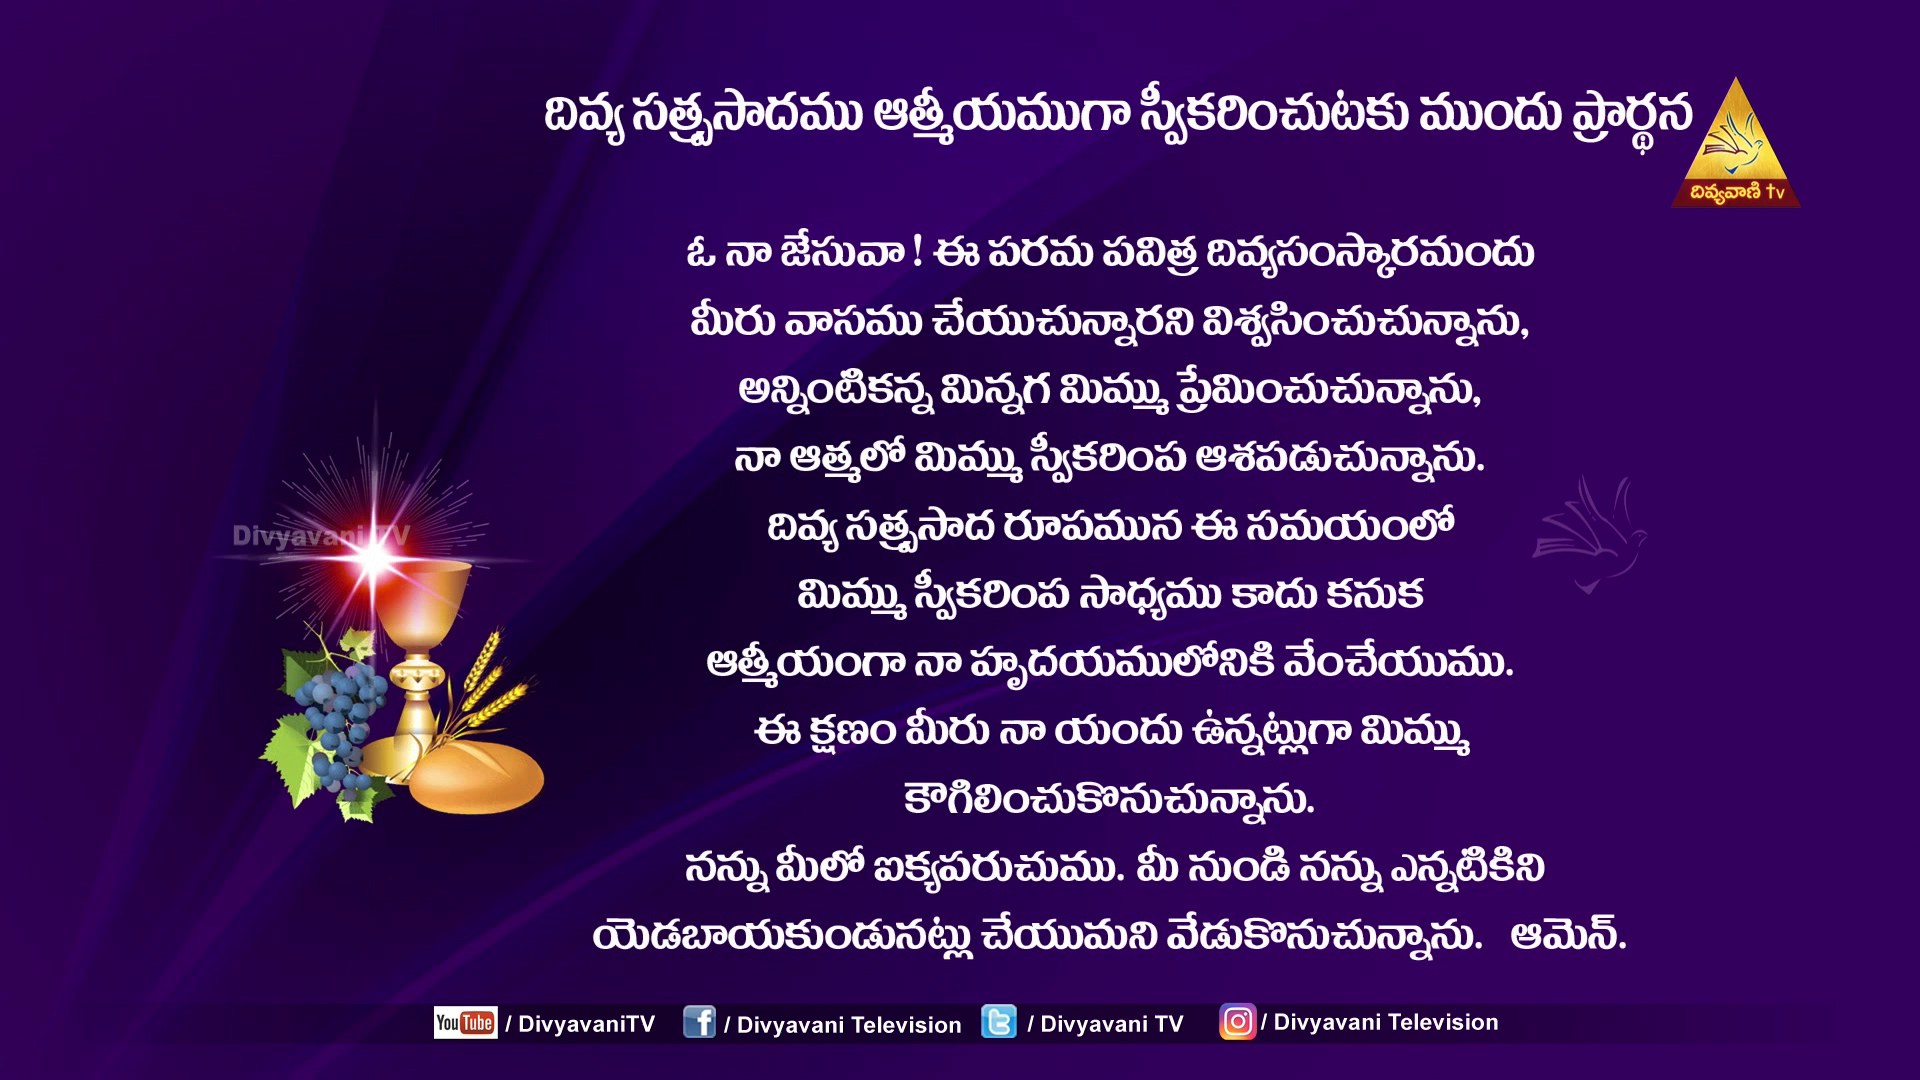 దివ్య సత్ప్రసాదము ఆత్మీయముగా స్వీకరించుటకు ముందు ప్రార్థన
దివ్యవాణి tv
ఓ నా జేసువా ! ఈ పరమ పవిత్ర దివ్యసంస్కారమందు
మీరు వాసము చేయుచున్నారని విశ్వసించుచున్నాను,
అన్నింటికన్న మిన్నగ మిమ్ము ప్రేమించుచున్నాను,
నా ఆత్మలో మిమ్ము స్వీకరింప ఆశపడుచున్నాను.
దివ్య సత్ప్రసాద రూపమున ఈ సమయంలో
మిమ్ము స్వీకరింప సాధ్యము కాదు కనుక
ఆత్మీయంగా నా హృదయములోనికి వేంచేయుము.
ఈ క్షణం మీరు నా యందు ఉన్నట్లుగా మిమ్ము
కౌగిలించుకొనుచున్నాను.
నన్ను మీలో ఐక్యపరుచుము. మీ నుండి నన్ను ఎన్నటికిని
యెడబాయకుండునట్లు చేయుమని వేడుకొనుచున్నాను. ఆమెన్.
Divyavani TV
YouTube / DivyavaniTV f / Divyavani Television / Divyavani TV / Divyavani Television